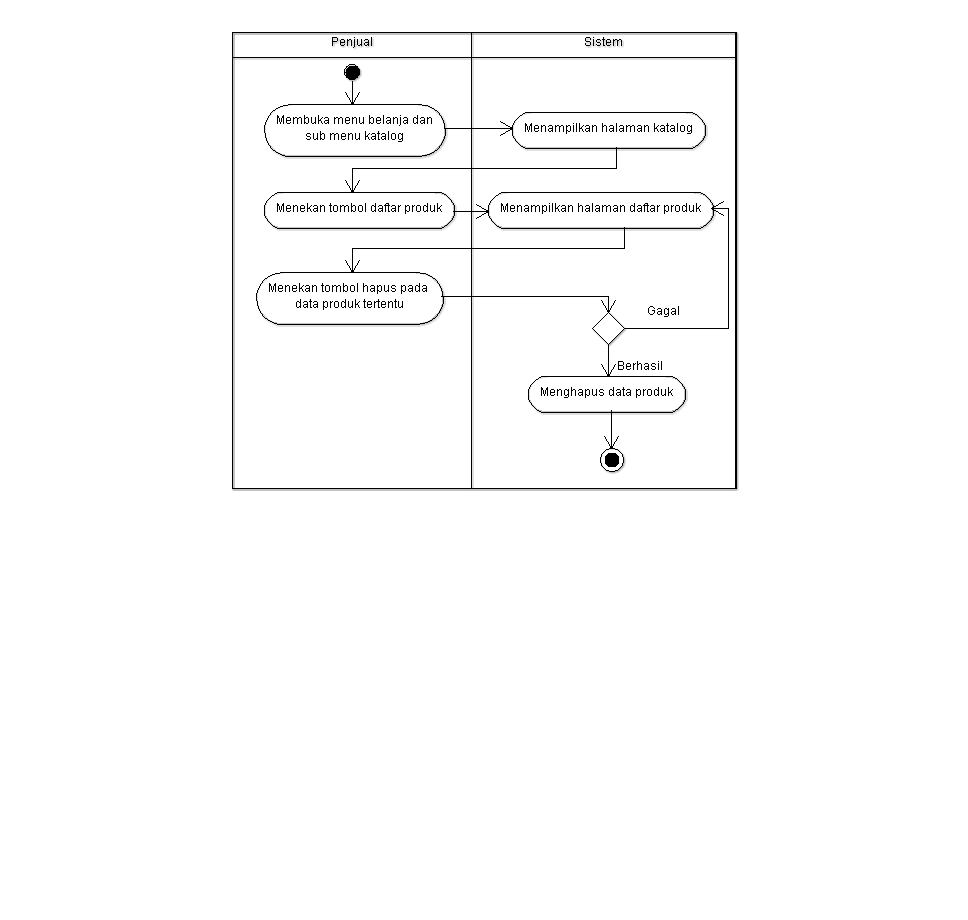 Penjual
Sistem
Membuka menu belanja dan
sub menu katalog
Menampilkan halaman katalog
Menekan tombol daftar produk
Menampilkan halaman daftar produk
Menekan tombol hapus pada
data produk tertentu
Gagal
Berhasil
Menghapus data produk